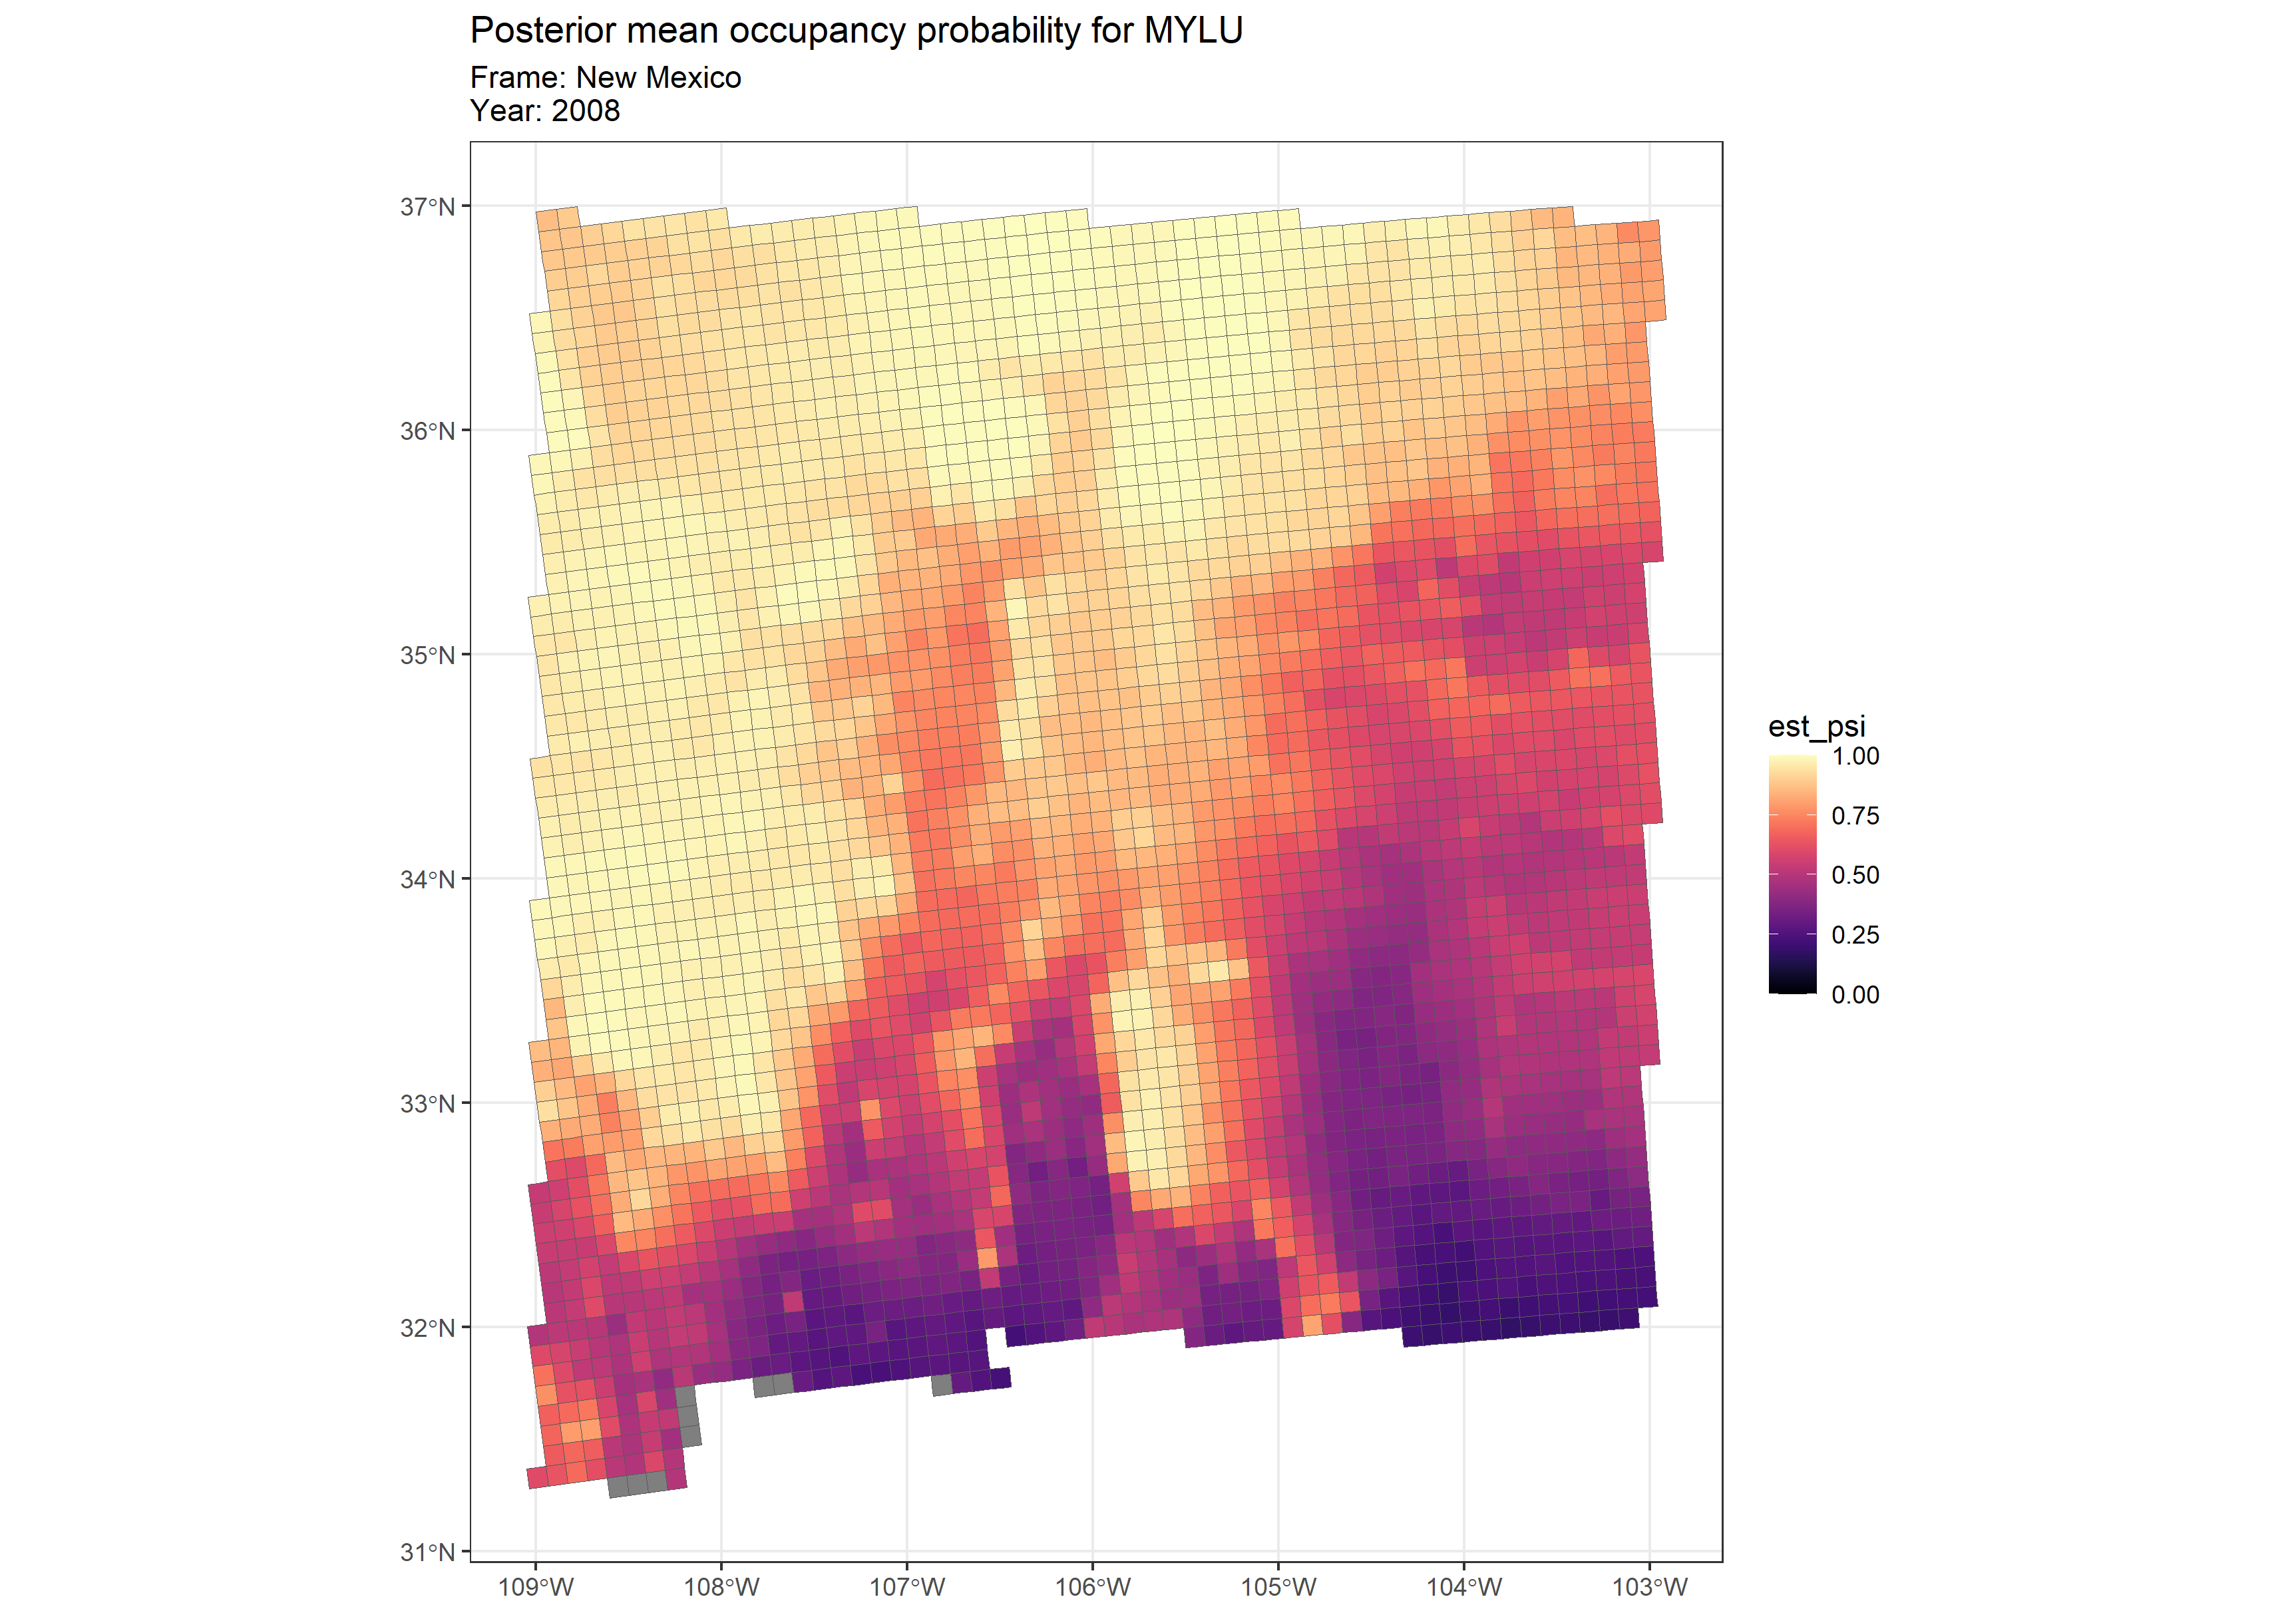 Posterior mean occupancy probability for MYLU
Frame: New Mexico
Year: 2008
37°N
36°N
35°N
34°N
33°N
32°N
31°N
109°W
108°W
107°W
106°W
105°W
104°W
103°W
est_psi
1.00
0.75
0.50
0.25
0.00